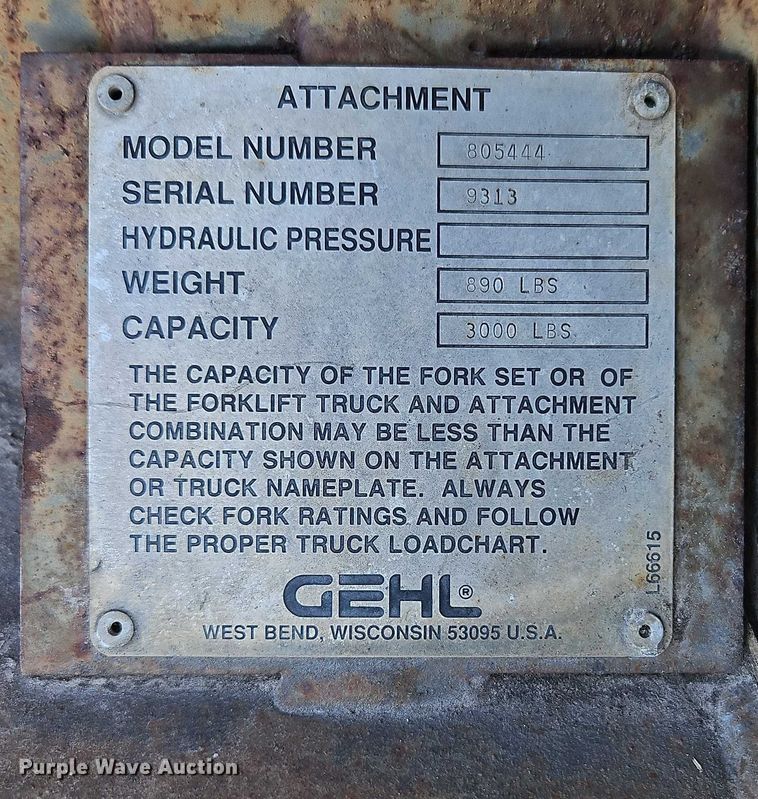 ATTACHMENT
MODEL NUMBER 805444
SERIAL NUMBER 9313
HYDRAULIC PRESSURE
WEIGHT 890 LBS
CAPACITY 3000 LBS
THE CAPACITY OF THE FORK SET OR OF
THE FORKLIFT TRUCK AND ATTACHMENT
COMBINATION MAY BE LESS THAN THE
CAPACITY SHOWN ON THE ATTACHMENT
OR TRUCK NAMEPLATE. ALWAYS
CHECK FORK RATINGS AND FOLLOW
THE PROPER TRUCK LOADCHART.
L66615
GEHL®
WEST BEND, WISCONSIN 53095 U.S.A.
Purple Wave Auction